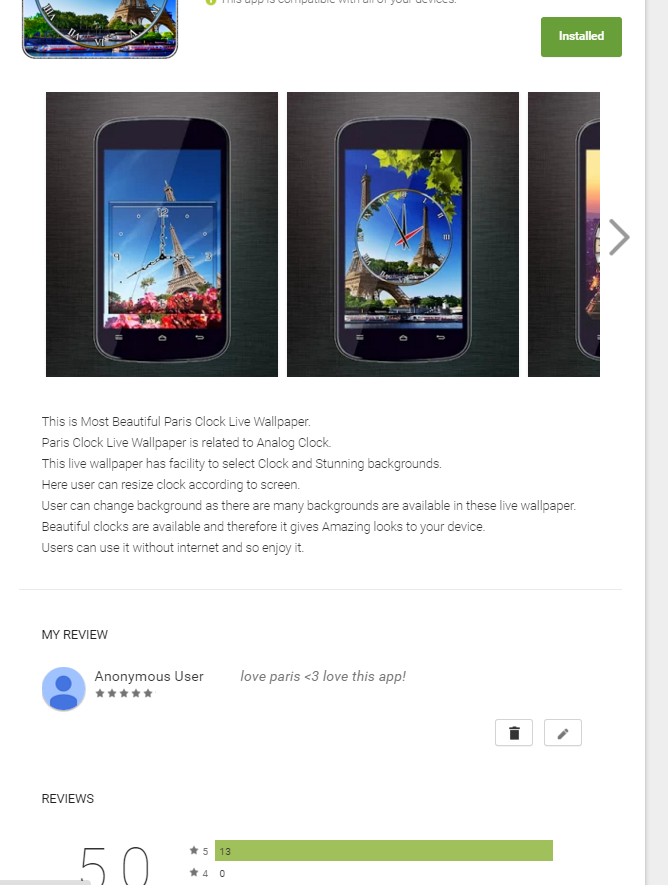 This app is compatible with all of your devices.
Installed
12
9
3
III
This is Most Beautiful Paris Clock Live Wallpaper.
Paris Clock Live Wallpaper is related to Analog Clock.
This live wallpaper has facility to select Clock and Stunning backgrounds.
Here user can resize clock according to screen.
User can change background as there are many backgrounds are available in these live wallpaper.
Beautiful clocks are available and therefore it gives Amazing looks to your device.
Users can use it without internet and so enjoy it.
MY REVIEW
Anonymous User
love paris <3 love this app!
REVIEWS
5.0
5 13
4 0